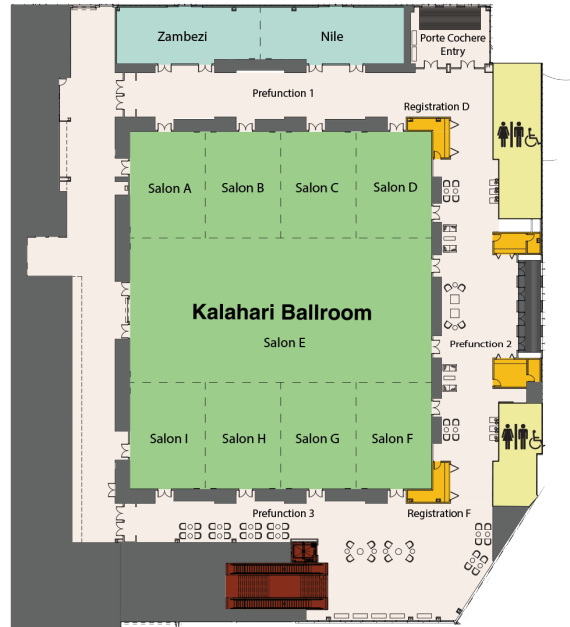 Zambezi
Nile
Porte Cochere
Entry
Prefunction 1
Registration D
Salon A
Salon B
Salon C
Salon D
Kalahari Ballroom
Salon E
Prefunction 2
Salon I
Salon H
Salon G
Salon F
Prefunction 3
Registration F